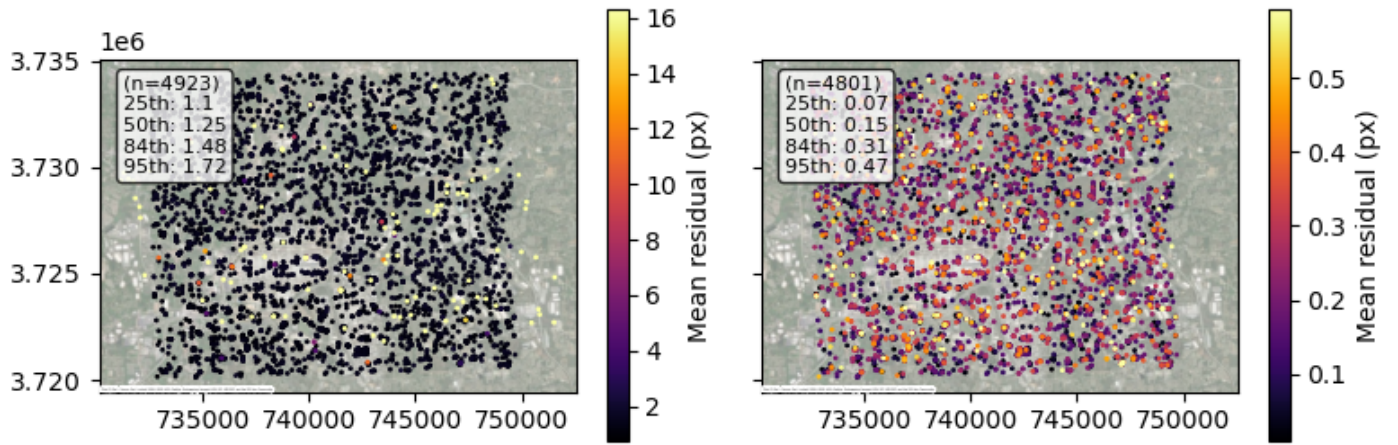 1e6
3.735
3.730
3.725
3.720
735000 740000 745000 750000
(n=4923)
25th: 1.1
50th: 1.25
84th: 1.48
95th: 1.72
16
14
12
10
8
6
4
2
Mean residual (px)
(n=4801)
25th: 0.07
50th: 0.15
84th: 0.31
95th: 0.47
735000 740000 745000 750000
0.5
0.4
0.3
0.2
0.1
Mean residual (px)